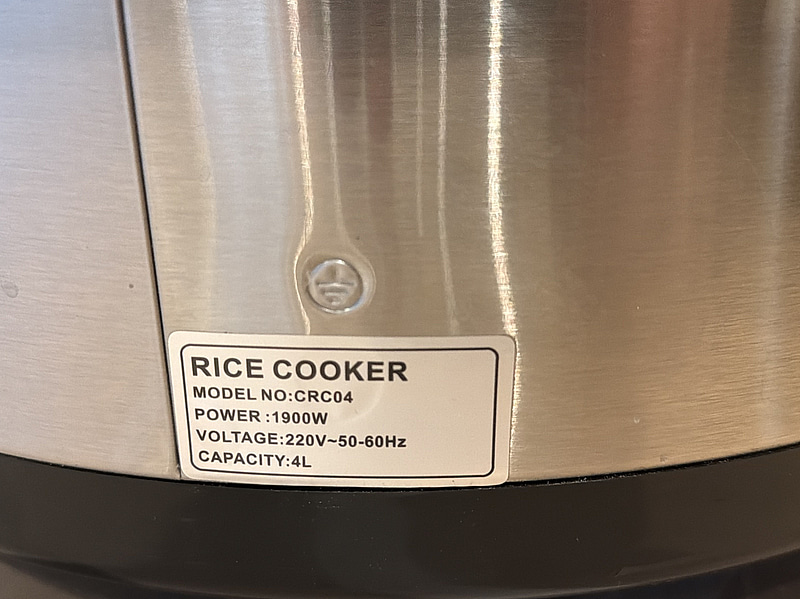 RICE COOKER
MODEL NO:CRC04
POWER :1900W
VOLTAGE:220V~50-60Hz
CAPACITY:4L